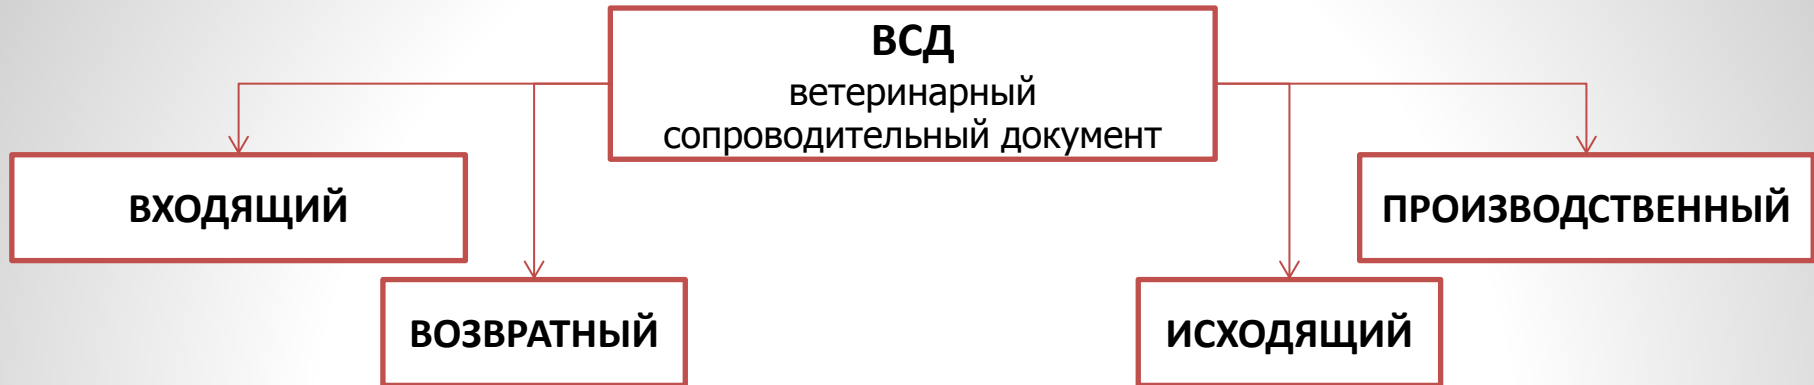 ВСД
ветеринарный
сопроводительный документ
ВХОДЯЩИЙ
ПРОИЗВОДСТВЕННЫЙ
ВОЗВРАТНЫЙ
ИСХОДЯЩИЙ